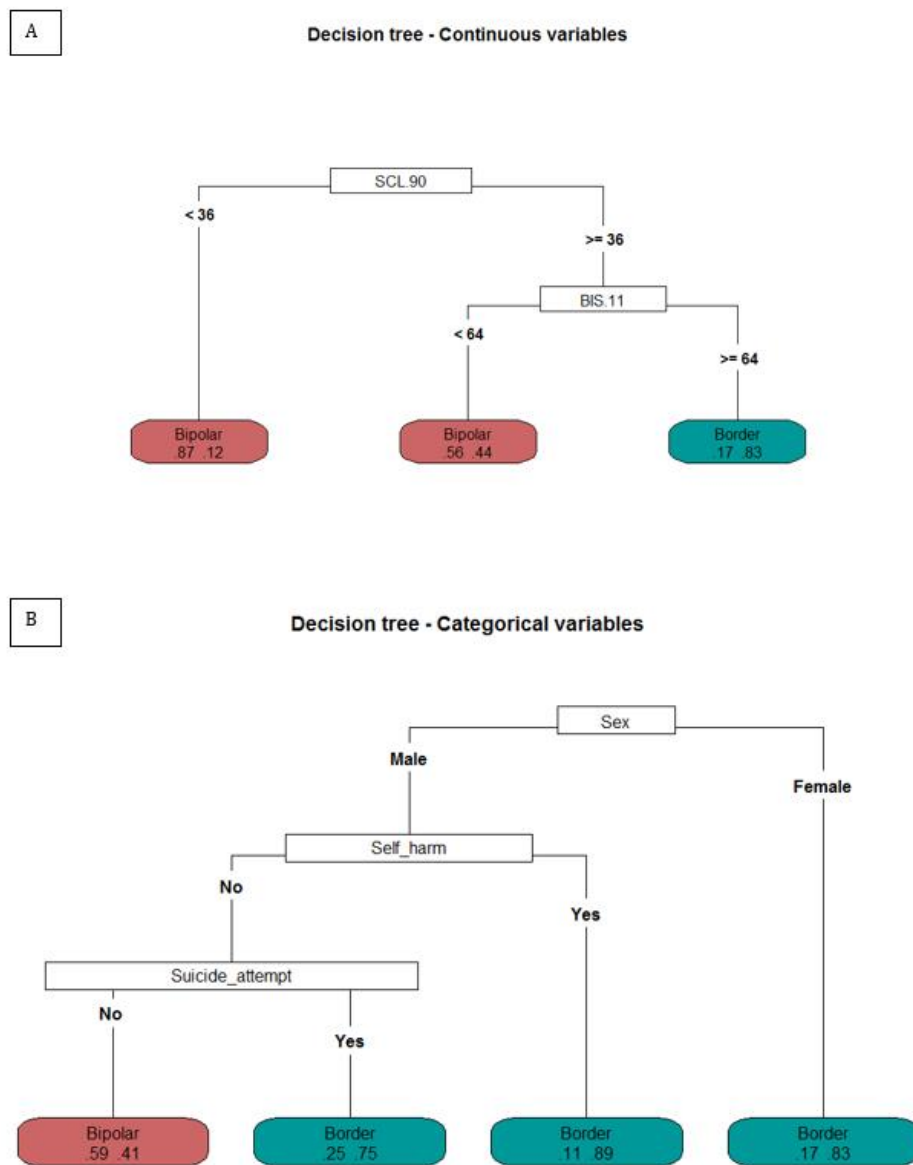 A
Decision tree - Continuous variables
SCL.90
< 36
>= 36
BIS.11
< 64
>= 64
Bipolar
.87 .12
Bipolar
.56 .44
Border
.17 .83
B
Decision tree - Categorical variables
Sex
Male
Female
Self_harm
No
Yes
Suicide_attempt
No
Yes
Bipolar
.59 .41
Border
.25 .75
Border
.11 .89
Border
.17 .83